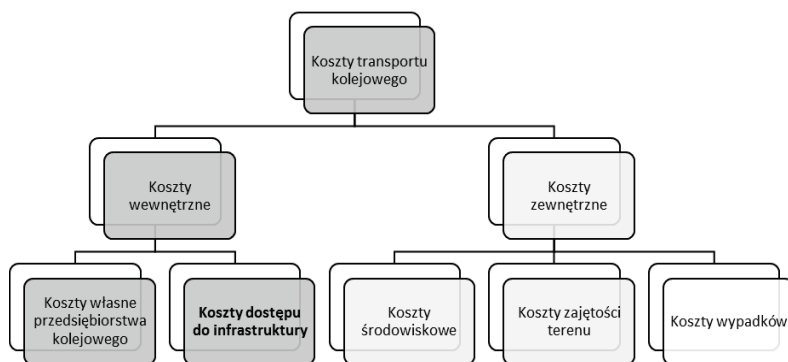 Koszty transportu
kolejowego
Koszty
wewnętrzne
Koszty
zewnętrzne
Koszty własne
przedsiębiorstwa
kolejowego
Koszty dostępu
do infrastruktury
Koszty
środowiskowe
Koszty zajętości
terenu
Koszty wypadków